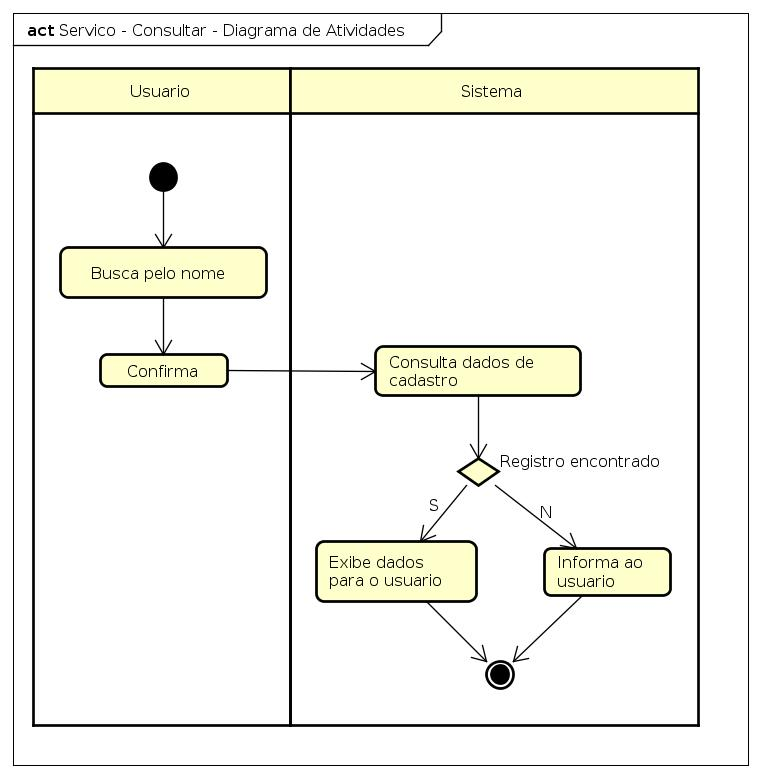 act Servico - Consultar - Diagrama de Atividades
Usuario
Sistema
Busca pelo nome
Confirma
Consulta dados de
cadastro
Registro encontrado
S
N
Exibe dados
para o usuario
Informa ao
usuario